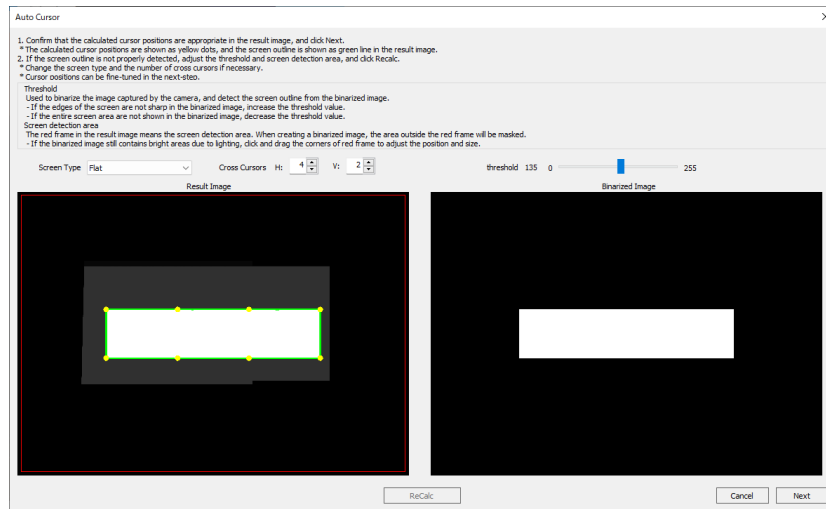 Auto Cursor
1. Confirm that the calculated cursor positions are appropriate in the result image, and click Next.
* The calculated cursor positions are shown as yellow dots, and the screen outline is shown as green line in the result image.
2. If the screen outline is not properly detected, adjust the threshold and screen detection area, and click Recalc.
* Change the screen type and the number of cross cursors if necessary.
* Cursor positions can be fine-tuned in the next-step.
Threshold
Used to binarize the image captured by the camera, and detect the screen outline from the binarized image.
- If the edges of the screen are not sharp in the binarized image, increase the threshold value.
- If the entire screen area are not shown in the binarized image, decrease the threshold value.
Screen detection area
The red frame in the result image means the screen detection area. When creating a binarized image, the area outside the red frame will be masked.
- If the binarized image still contains bright areas due to lighting, click and drag the corners of red frame to adjust the position and size.
Screen Type Flat Cross Cursors H: 4 V: 2 threshold 135 0 255
Result Image Binarized Image
ReCalc Cancel Next